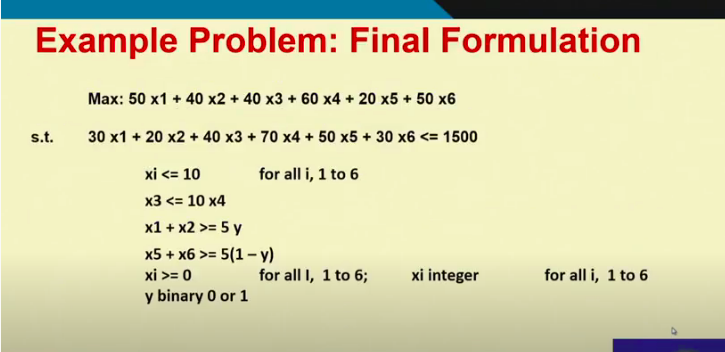 Example Problem: Final Formulation
Max: 50 x1 + 40 x2 + 40 x3 + 60 x4 + 20 x5 + 50 x6
s.t. 30 x1 + 20 x2 + 40 x3 + 70 x4 + 50 x5 + 30 x6 <= 1500
xi <= 10 for all i, 1 to 6
x3 <= 10 x4
x1 + x2 >= 5 y
x5 + x6 >= 5(1 – y)
xi >= 0 for all I, 1 to 6; xi integer for all i, 1 to 6
y binary 0 or 1